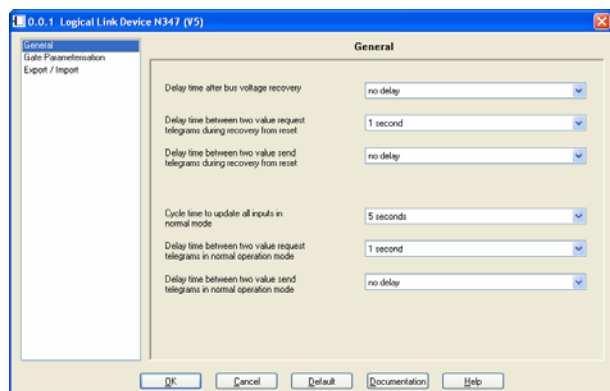 0.0.1 Logical Link Device N347 (V5)
General
Gate Parameterisation
Export / Import
General
Delay time after bus voltage recovery
no delay
Delay time between two value request
telegrams during recovery from reset
1 second
Delay time between two value send
telegrams during recovery from reset
no delay
Cycle time to update all inputs in
normal mode
5 seconds
Delay time between two value request
telegrams in normal operation mode
1 second
Delay time between two value send
telegrams in normal operation mode
no delay
OK
Cancel
Default
Documentation
Help